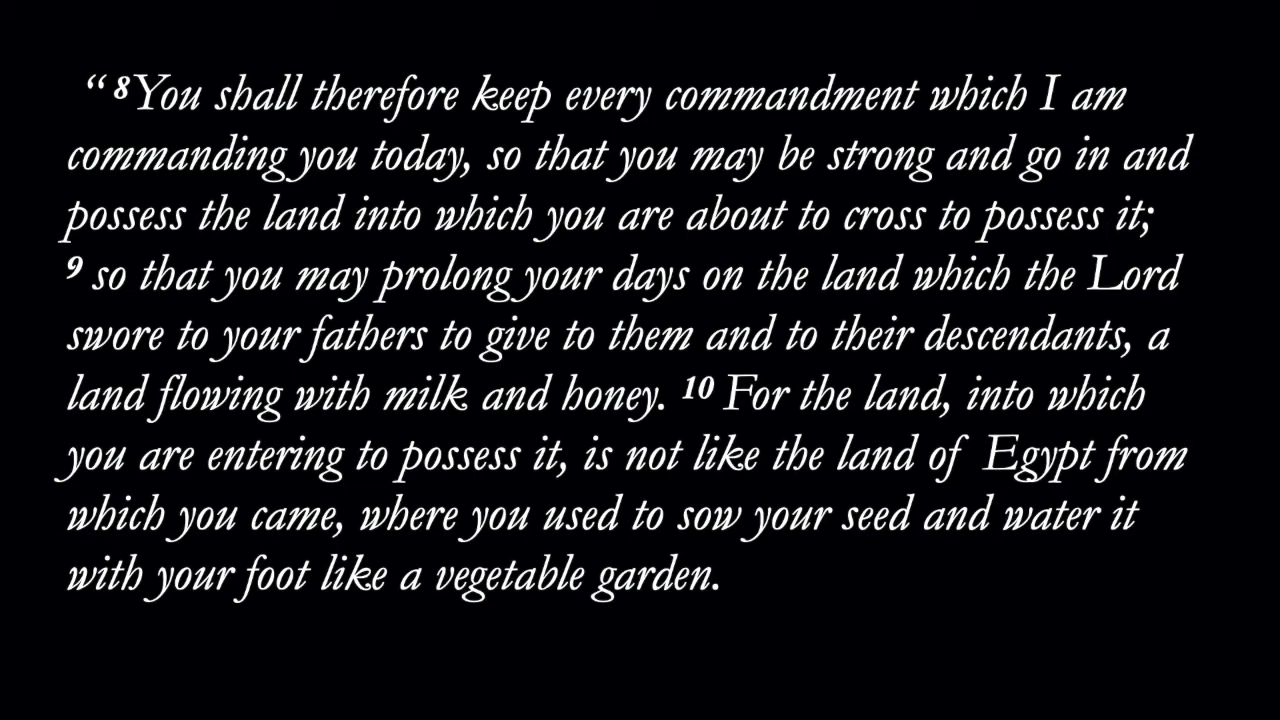 “ 8You shall therefore keep every commandment which I am
commanding you today, so that you may be strong and go in and
possess the land into which you are about to cross to possess it;
9 so that you may prolong your days on the land which the Lord
swore to your fathers to give to them and to their descendants, a
land flowing with milk and honey. 10 For the land, into which
you are entering to possess it, is not like the land of Egypt from
which you came, where you used to sow your seed and water it
with your foot like a vegetable garden.